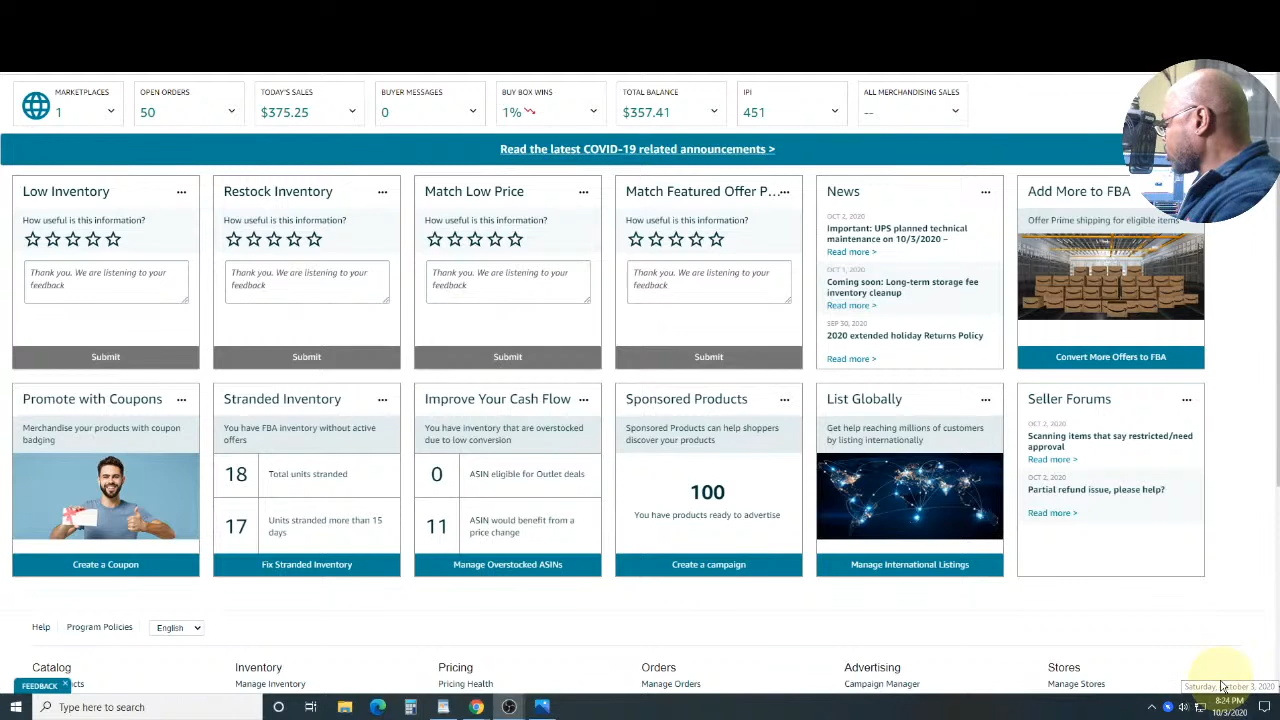 MARKETPLACES
1
OPEN ORDERS
50
TODAY'S SALES
$375.25
BUYER MESSAGES
0
BUY BOX WINS
1%
TOTAL BALANCE
$357.41
IPI
451
ALL MERCHANDISING SALES
--
Read the latest COVID-19 related announcements >
Low Inventory
How useful is this information?
Thank you. We are listening to your
feedback
Submit
Restock Inventory
How useful is this information?
Thank you. We are listening to your
feedback
Submit
Match Low Price
How useful is this information?
Thank you. We are listening to your
feedback
Submit
Match Featured Offer P...
How useful is this information?
Thank you. We are listening to your
feedback
Submit
News
OCT 2, 2020
Important: UPS planned technical
maintenance on 10/3/2020 –
Read more >
OCT 1, 2020
Coming soon: Long-term storage fee
inventory cleanup
Read more >
SEP 30, 2020
2020 extended holiday Returns Policy
Read more >
Add More to FBA
Offer Prime shipping for eligible items
Convert More Offers to FBA
Promote with Coupons
Merchandise your products with coupon
badging
Create a Coupon
Stranded Inventory
You have FBA inventory without active
offers
18 Total units stranded
17 Units stranded more than 15
days
Fix Stranded Inventory
Improve Your Cash Flow
You have inventory that are overstocked
due to low conversion
0 ASIN eligible for Outlet deals
11 ASIN would benefit from a
price change
Manage Overstocked ASINs
Sponsored Products
Sponsored Products can help shoppers
discover your products
100
You have products ready to advertise
Create a campaign
List Globally
Get help reaching millions of customers
by listing internationally
Manage International Listings
Seller Forums
OCT 2, 2020
Scanning items that say restricted/need
approval
Read more >
OCT 2, 2020
Partial refund issue, please help?
Read more >
Help Program Policies English
Catalog Inventory Pricing Orders Advertising Stores
Manage Inventory Pricing Health Manage Orders Campaign Manager Manage Stores
FEEDBACK
Saturday, October 3, 2020
Type here to search
8:24 PM
10/3/2020